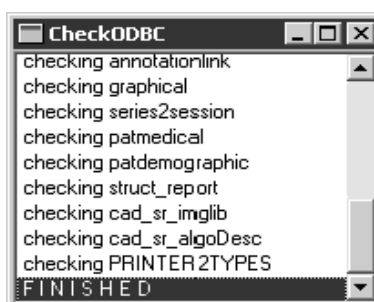 CheckODBC
checking annotationlink
checking graphical
checking series2session
checking patmedical
checking patdemographic
checking struct_report
checking cad_sr_imglib
checking cad_sr_algoDesc
checking PRINTER2TYPES
F I N I S H E D